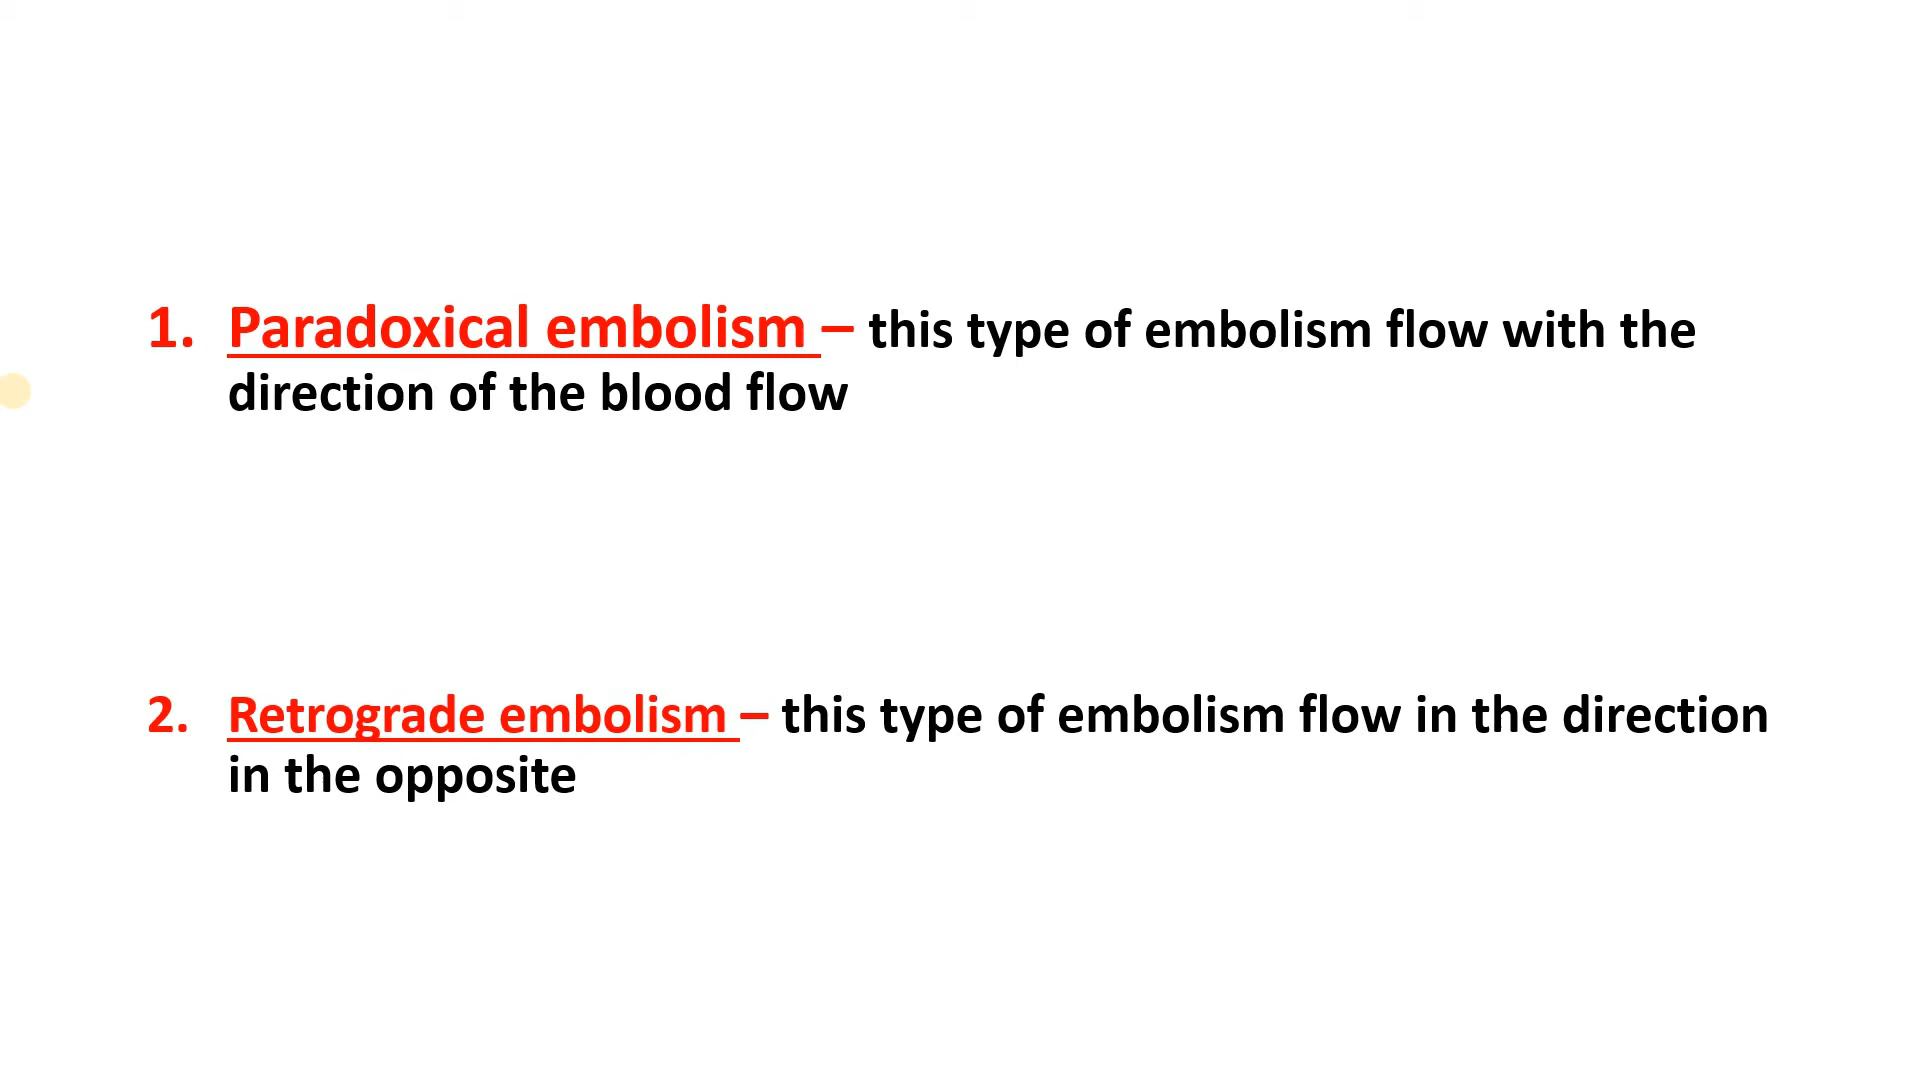 1. Paradoxical embolism – this type of embolism flow with the
direction of the blood flow
2. Retrograde embolism – this type of embolism flow in the direction
in the opposite